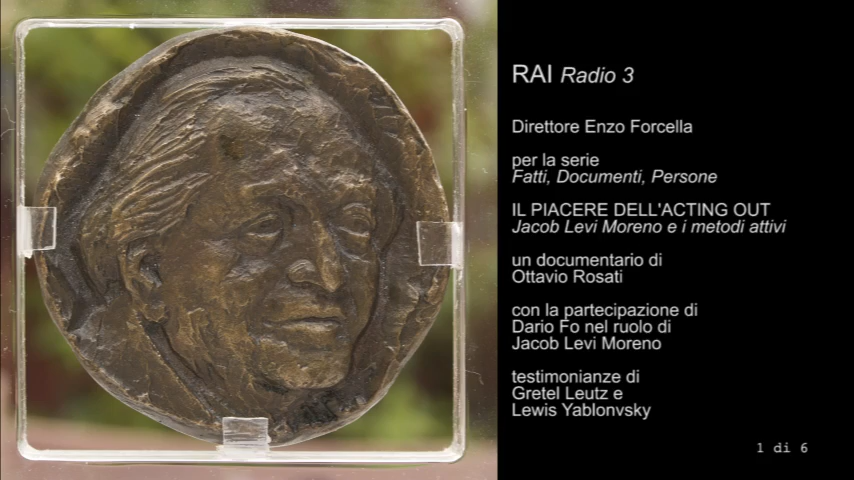 RAI Radio 3
Direttore Enzo Forcella
per la serie
Fatti, Documenti, Persone
IL PIACERE DELL'ACTING OUT
Jacob Levi Moreno e i metodi attivi
un documentario di
Ottavio Rosati
con la partecipazione di
Dario Fo nel ruolo di
Jacob Levi Moreno
testimonianze di
Gretel Leutz e
Lewis Yablonvsky
1 di 6